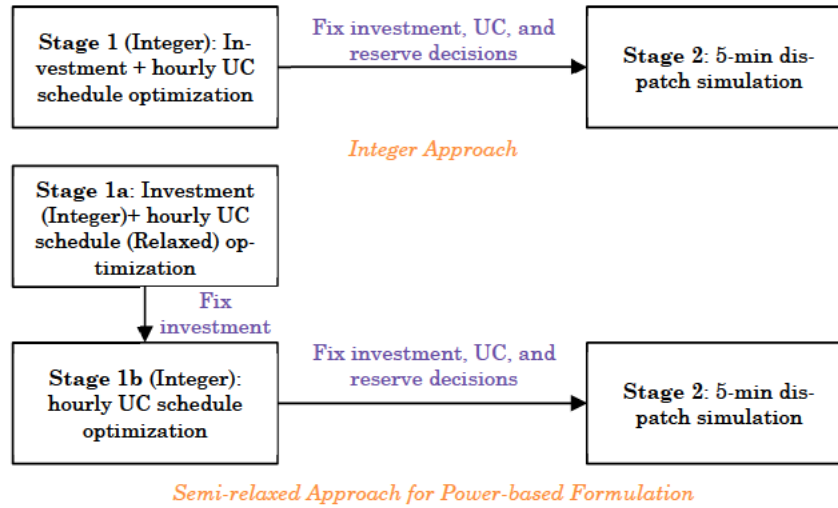 Stage 1 (Integer): In-
vestment + hourly UC
schedule optimization
Fix investment, UC, and
reserve decisions
Stage 2: 5-min dis-
patch simulation
Integer Approach
Stage 1a: Investment
(Integer)+ hourly UC
schedule (Relaxed) op-
timization
Fix
investment
Stage 1b (Integer):
hourly UC schedule
optimization
Fix investment, UC, and
reserve decisions
Stage 2: 5-min dis-
patch simulation
Semi-relaxed Approach for Power-based Formulation